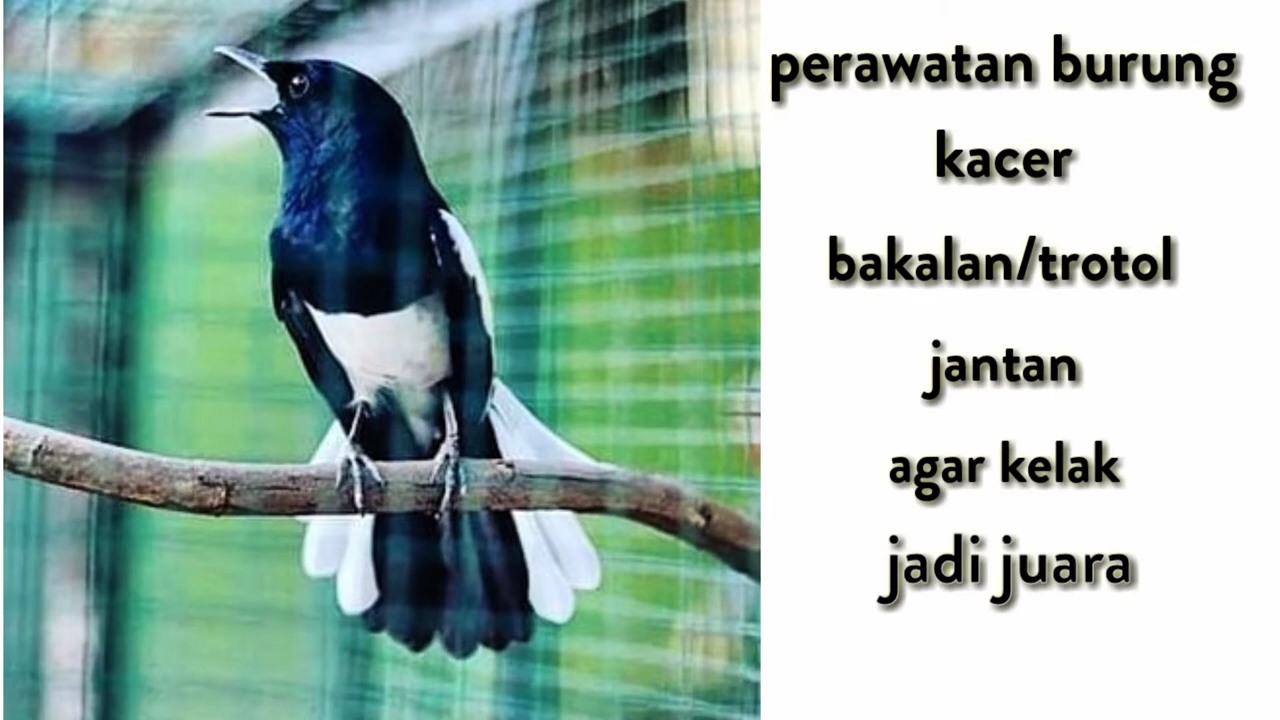 perawatan burung
kacer
bakalan/trotol
jantan
agar kelak
jadi juara